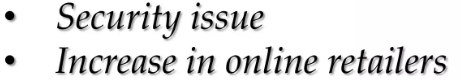 • Security issue
• Increase in online retailers